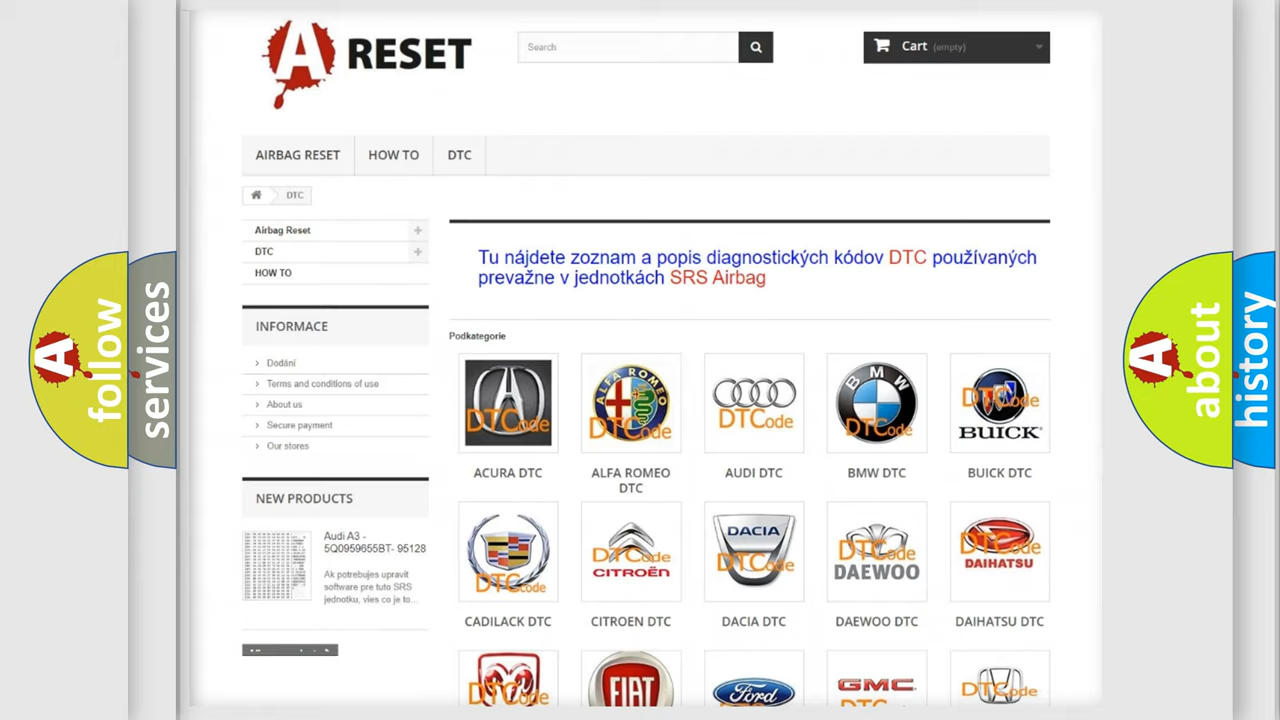 A RESET
Search
Cart (empty)
AIRBAG RESET
HOW TO
DTC
DTC
Airbag Reset
DTC
HOW TO
Tu nájdete zoznam a popis diagnostických kódov DTC používaných
prevažne v jednotkách SRS Airbag
INFORMACE
Dodání
Terms and conditions of use
About us
Secure payment
Our stores
Podkategorie
DTCode
ALFA ROMEO
DTCode
DTCode
BMW
DTCode
DTCode
BUICK
ACURA DTC
ALFA ROMEO
DTC
AUDI DTC
BMW DTC
BUICK DTC
NEW PRODUCTS
Audi A3 -
5Q0959655BT- 95128
Ak potrebujes upravit
software pre tuto SRS
jednotku, vies co je to...
DTCode
DTCode
CITROËN
DACIA
DTCode
DTCode
DAEWOO
DTCode
DAIHATSU
CADILACK DTC
CITROEN DTC
DACIA DTC
DAEWOO DTC
DAIHATSU DTC
DTCode
FIAT
Ford
GMC
DTCode
A follow
services
A about
history